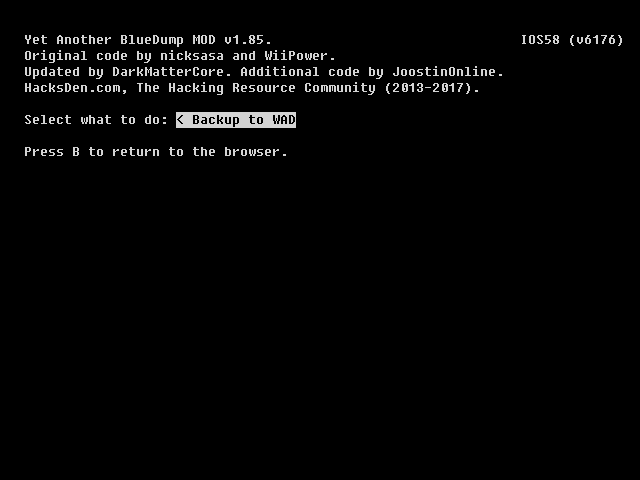 Yet Another BlueDump MOD v1.85. IOS58 (v6176)
Original code by nicksasa and WiiPower.
Updated by DarkMatterCore. Additional code by JoostinOnline.
HacksDen.com, The Hacking Resource Community (2013-2017).
Select what to do: < Backup to WAD
Press B to return to the browser.